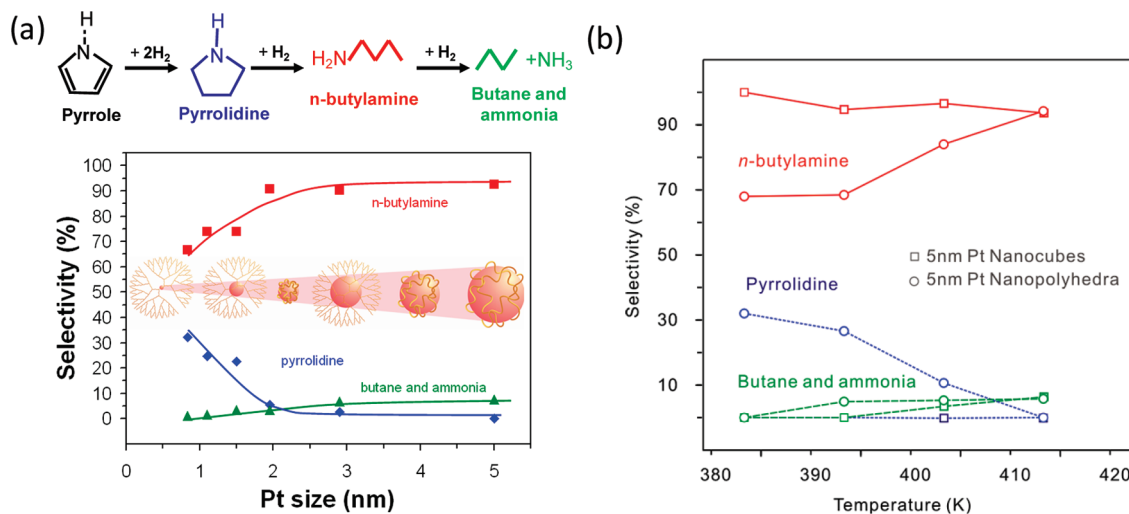 (a)
H
N
+ 2H₂
Pyrrole
H
N
+ H₂
Pyrrolidine
H₂N
+ H₂
n-butylamine
+NH₃
Butane and
ammonia
Selectivity (%)
100
90
80
70
60
50
40
30
20
10
0
n-butylamine
pyrrolidine
butane and ammonia
0 1 2 3 4 5
Pt size (nm)
(b)
Selectivity (%)
90
70
50
30
10
n-butylamine
5nm Pt Nanocubes
5nm Pt Nanopolyhedra
Pyrrolidine
Butane and ammonia
380 390 400 410 420
Temperature (K)